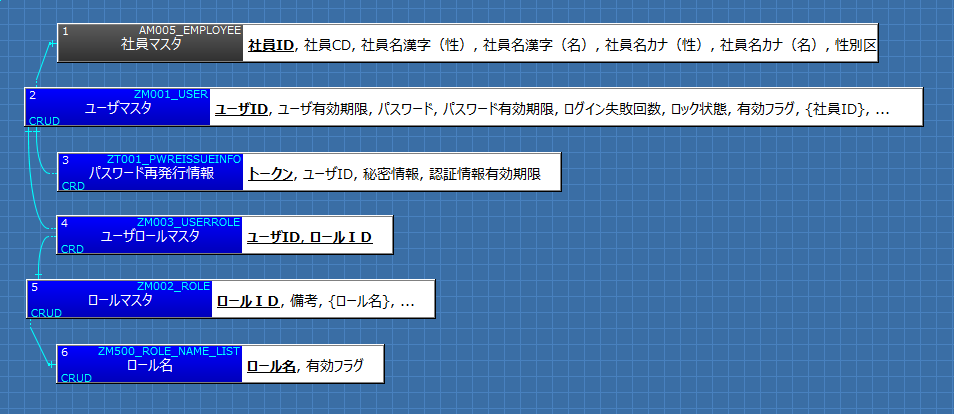 1 AM005_EMPLOYEE
社員マスタ
社員ID, 社員CD, 社員名漢字（性）, 社員名漢字（名）, 社員名カナ（性）, 社員名カナ（名）, 性別区
2 ZM001_USER
ユーザマスタ
CRUD
ユーザID, ユーザ有効期限, パスワード, パスワード有効期限, ログイン失敗回数, ロック状態, 有効フラグ, {社員ID}, ...
3 ZT001_PWREISSUEINFO
パスワード再発行情報
CRD
トークン, ユーザID, 秘密情報, 認証情報有効期限
4 ZM003_USERROLE
ユーザロールマスタ
CRD
ユーザID, ロールＩＤ
5 ZM002_ROLE
ロールマスタ
CRUD
ロールＩＤ, 備考, {ロール名}, ...
6 ZM500_ROLE_NAME_LIST
ロール名
CRUD
ロール名, 有効フラグ